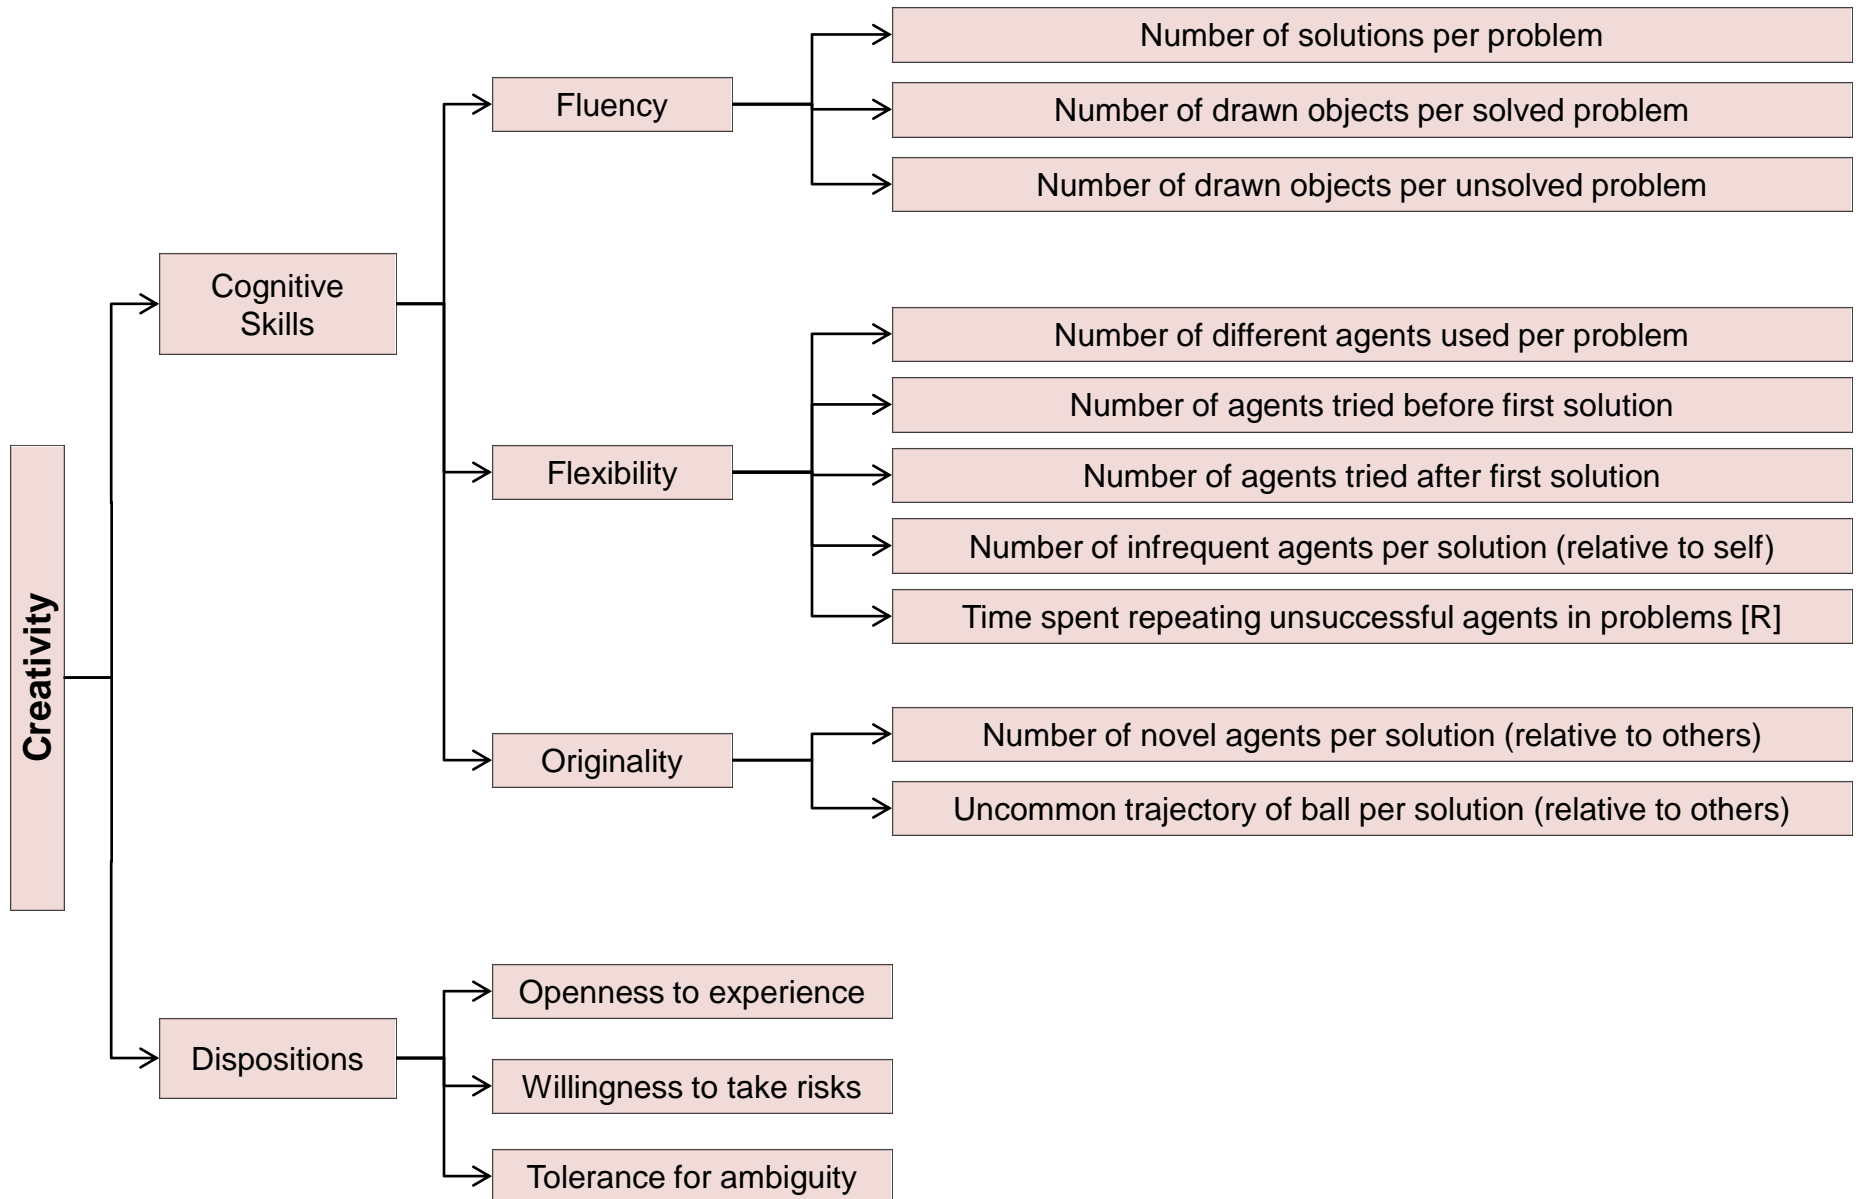 Creativity
Cognitive
Skills
Fluency
Number of solutions per problem
Number of drawn objects per solved problem
Number of drawn objects per unsolved problem
Flexibility
Number of different agents used per problem
Number of agents tried before first solution
Number of agents tried after first solution
Number of infrequent agents per solution (relative to self)
Time spent repeating unsuccessful agents in problems [R]
Originality
Number of novel agents per solution (relative to others)
Uncommon trajectory of ball per solution (relative to others)
Dispositions
Openness to experience
Willingness to take risks
Tolerance for ambiguity